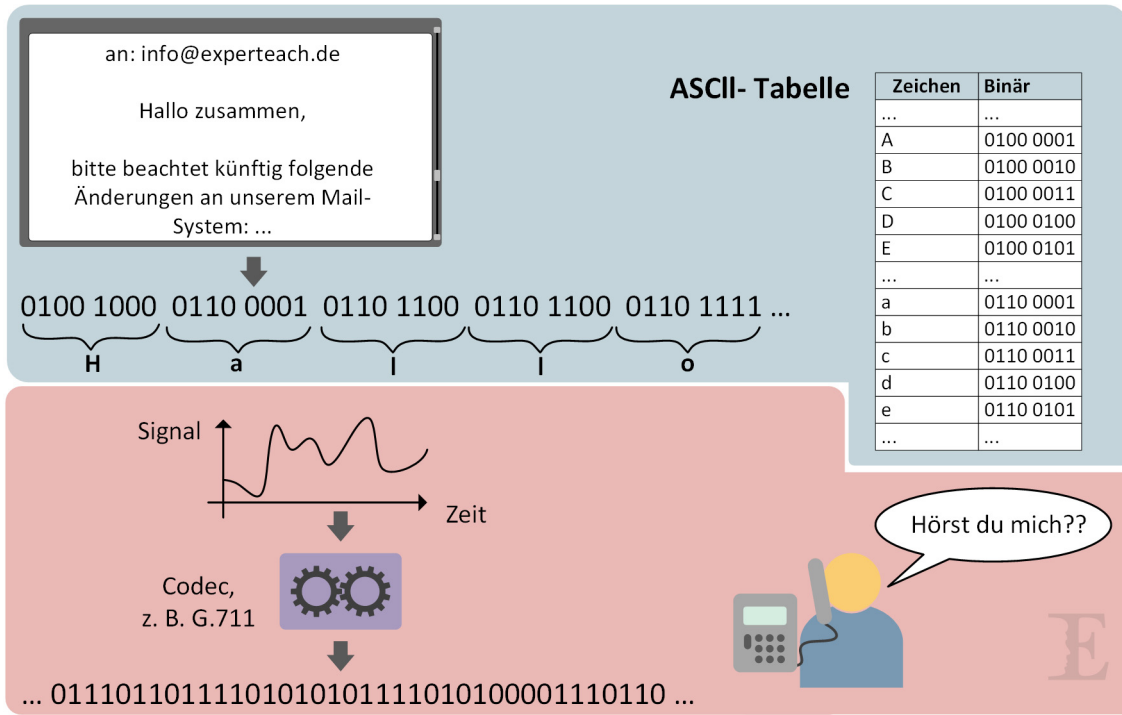 an: info@experteach.de
Hallo zusammen,
bitte beachtet künftig folgende
Änderungen an unserem Mail-
System: ...
0100 1000 0110 0001 0110 1100 0110 1100 0110 1111 ...
H a l l o
ASCII- Tabelle
Zeichen Binär
... ...
A 0100 0001
B 0100 0010
C 0100 0011
D 0100 0100
E 0100 0101
... ...
a 0110 0001
b 0110 0010
c 0110 0011
d 0110 0100
e 0110 0101
... ...
Signal
Zeit
Codec,
z. B. G.711
... 01110110111101010101111010100001110110 ...
Hörst du mich??
E